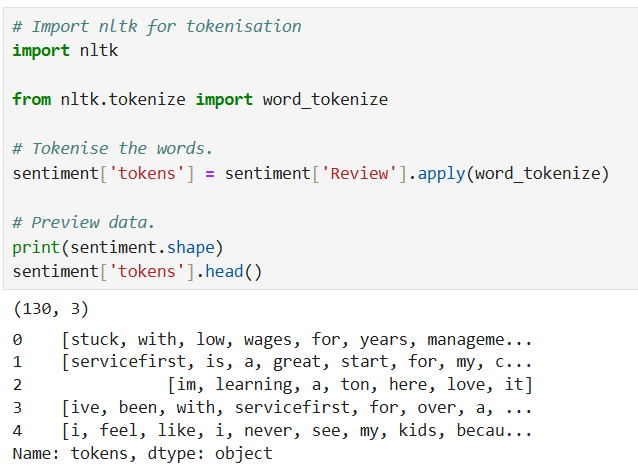 # Import nltk for tokenisation
import nltk
from nltk.tokenize import word_tokenize
# Tokenise the words.
sentiment['tokens'] = sentiment['Review'].apply(word_tokenize)
# Preview data.
print(sentiment.shape)
sentiment['tokens'].head()
(130, 3)
0    [stuck, with, low, wages, for, years, manageme...
1    [servicefirst, is, a, great, start, for, my, c...
2              [im, learning, a, ton, here, love, it]
3    [ive, been, with, servicefirst, for, over, a, ...
4    [i, feel, like, i, never, see, my, kids, becau...
Name: tokens, dtype: object